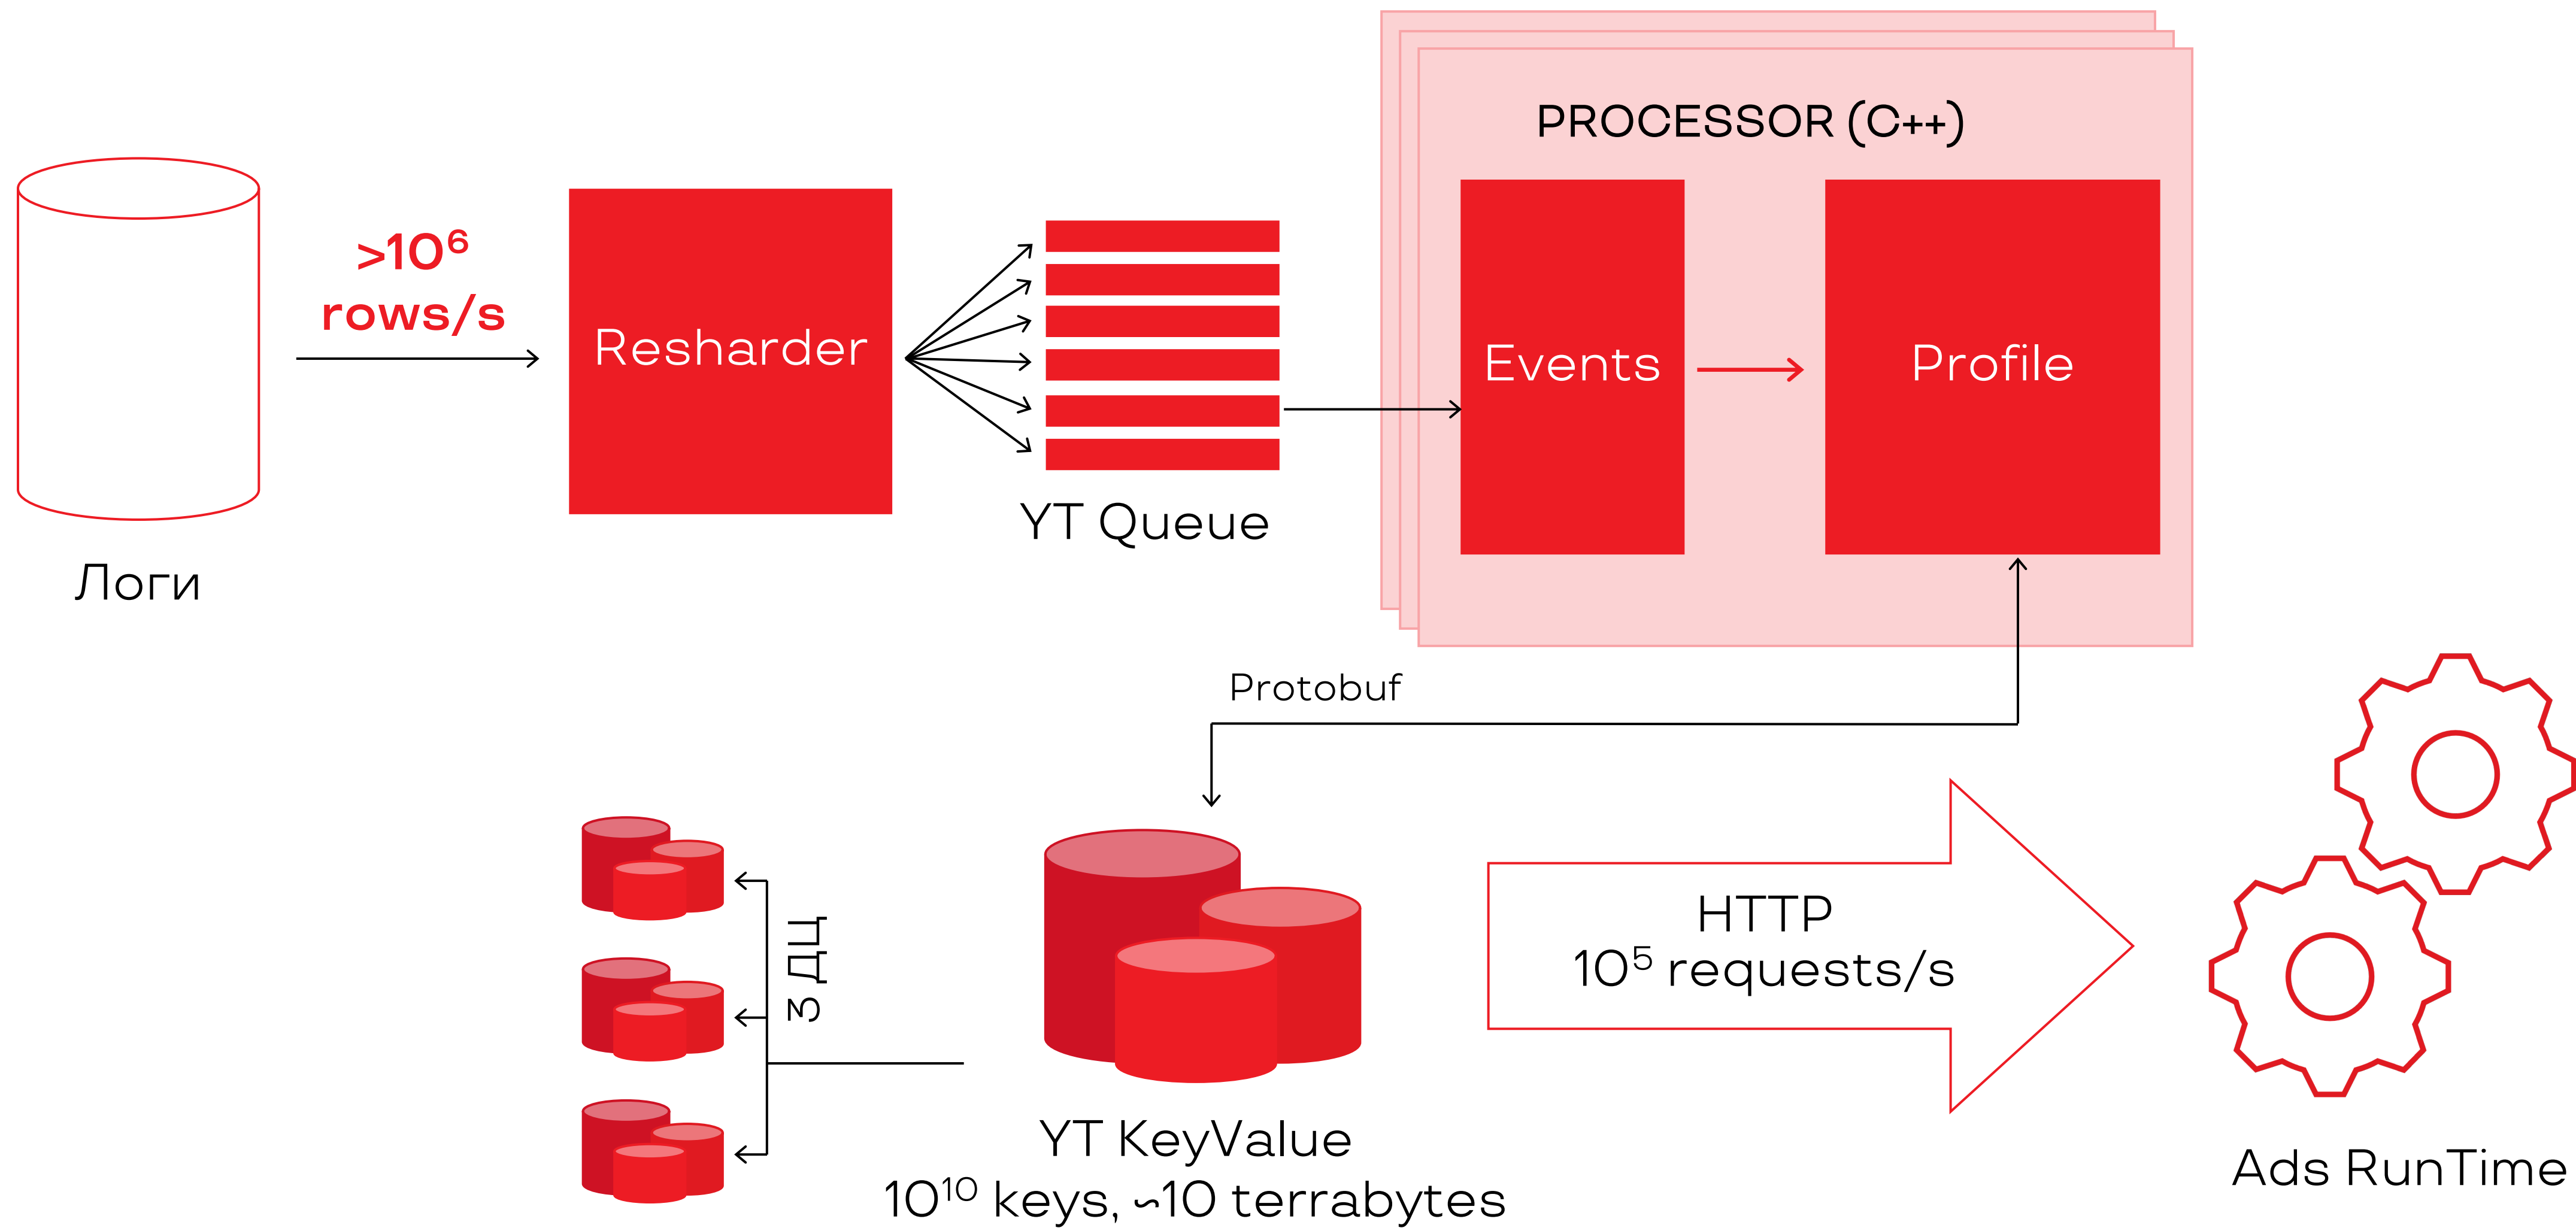 PROCESSOR (C++)
>10⁶
rows/s
Resharder
Events
Profile
YT Queue
Логи
Protobuf
HTTP
10⁵ requests/s
3 ДЦ
YT KeyValue
10¹⁰ keys, ~10 terrabytes
Ads RunTime